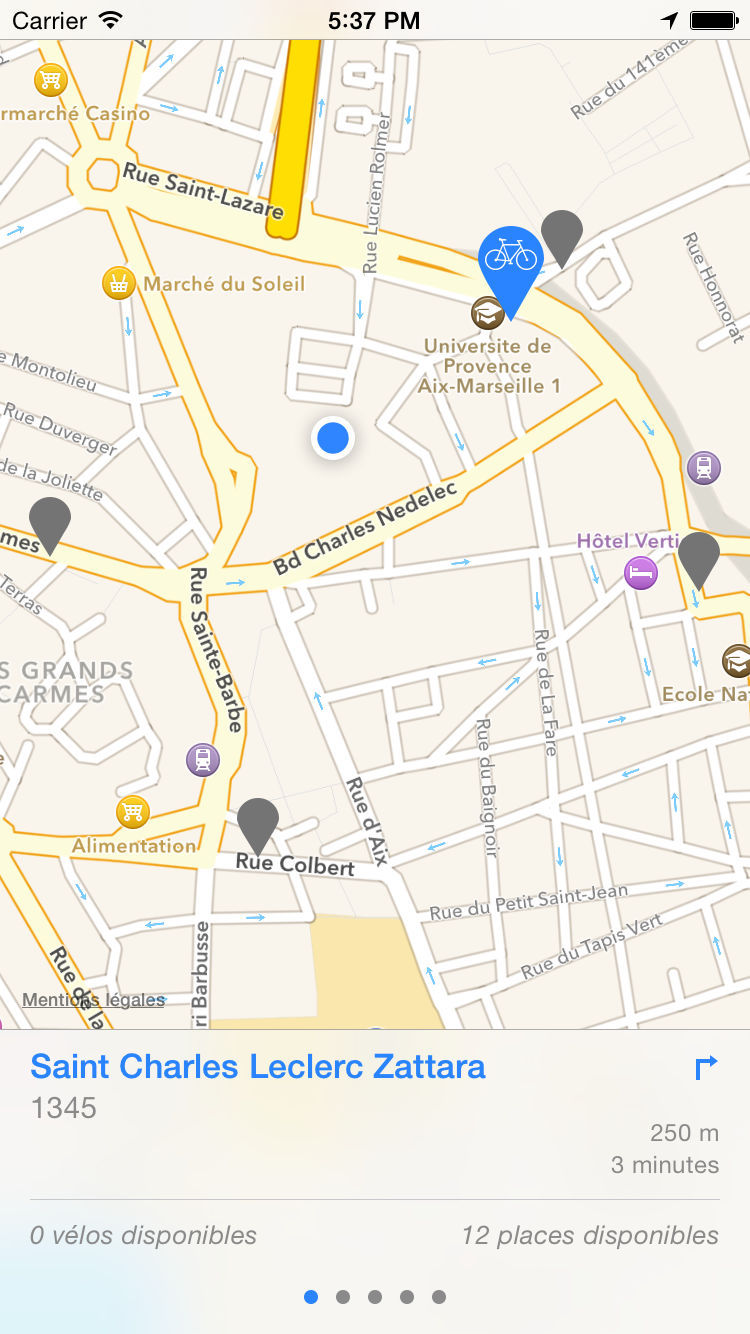 Carrier
5:37 PM
Rue du 141ème
rmarché Casino
Rue Lucien Rolmer
Rue Saint-Lazare
Rue Honnorat
Marché du Soleil
Universite de
Provence
Aix-Marseille 1
e Montolieu
Rue Duverger
de la Joliette
Bd Charles Nedelec
mes
Hôtel Verti
Terras
Rue Sainte-Barbe
S GRANDS
CARMES
Rue de La Fare
Ecole Na
Rue du Baignoir
Rue d'Aix
Alimentation
Rue Colbert
Rue du Petit Saint-Jean
Rue du Tapis Vert
ri Barbusse
Rue de la
Mentions légales
Saint Charles Leclerc Zattara
1345
250 m
3 minutes
0 vélos disponibles
12 places disponibles